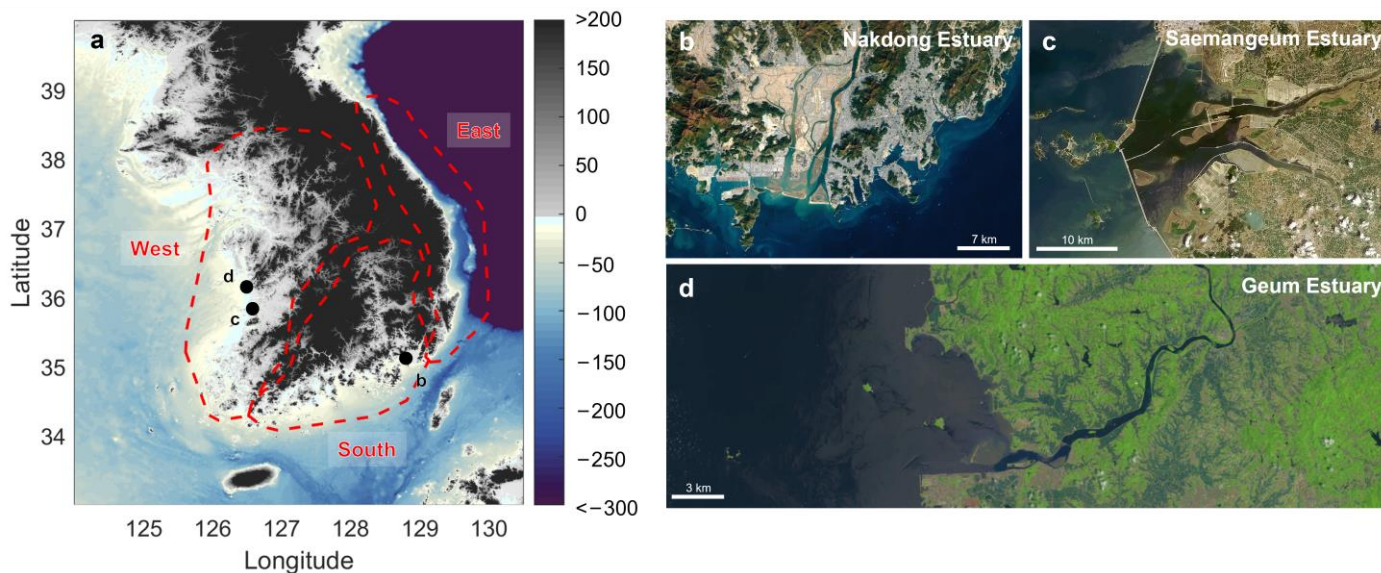 a
39
38
37
36
35
34
Latitude
125
126
127
128
129
130
Longitude
East
West
South
d
c
b
>200
150
100
50
0
−50
−100
−150
−200
−250
<−300
b
Nakdong Estuary
7 km
c
Saemangeum Estuary
10 km
d
Geum Estuary
3 km